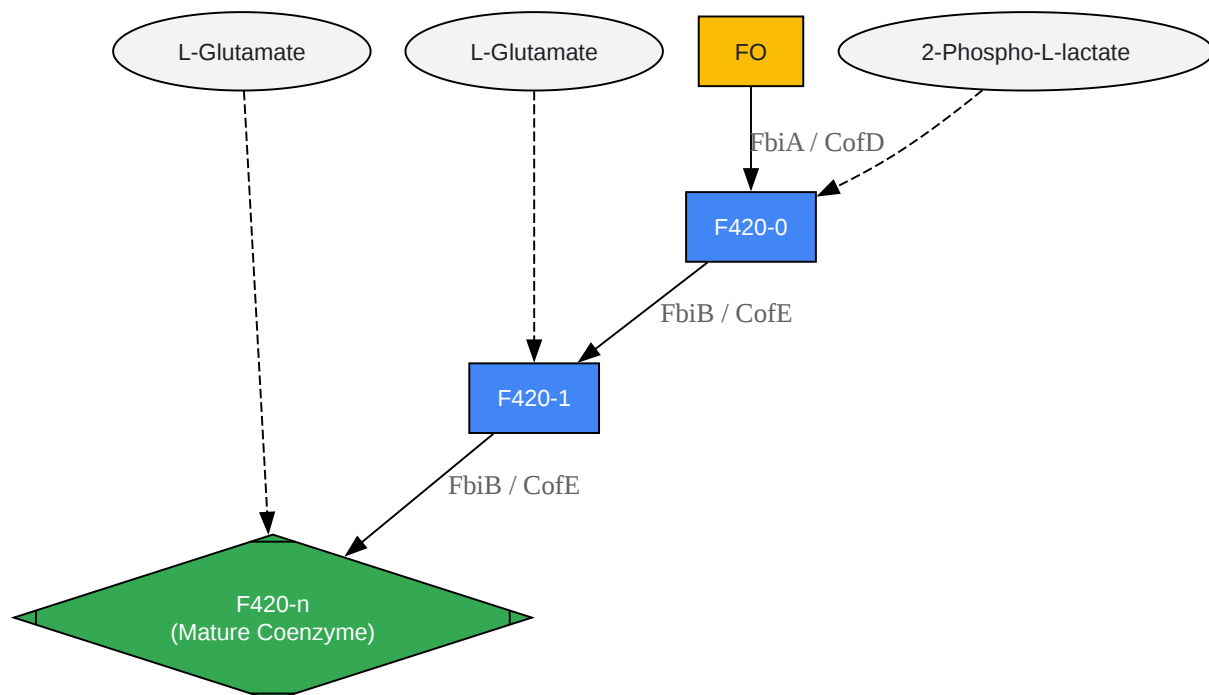 L-Glutamate
L-Glutamate
FO
2-Phospho-L-lactate
FbiA / CofD
F420-0
FbiB / CofE
F420-1
FbiB / CofE
F420-n
(Mature Coenzyme)